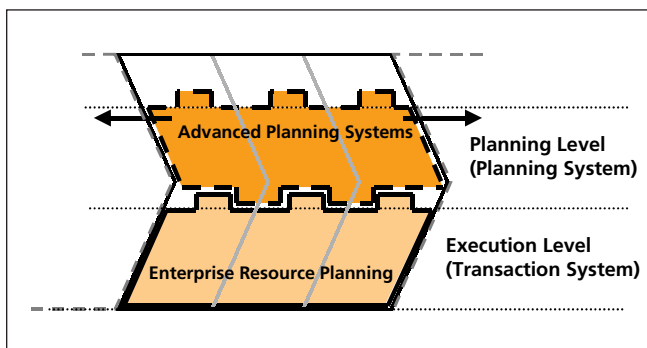 Advanced Planning Systems
Planning Level
(Planning System)
Enterprise Resource Planning
Execution Level
(Transaction System)